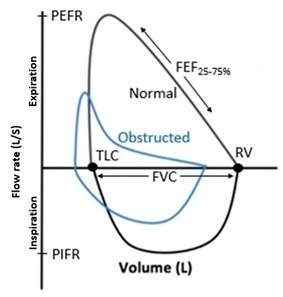 PEFR
FEF25-75%
Normal
Expiration
Obstructed
TLC
RV
FVC
Flow rate (L/S)
Inspiration
PIFR
Volume (L)